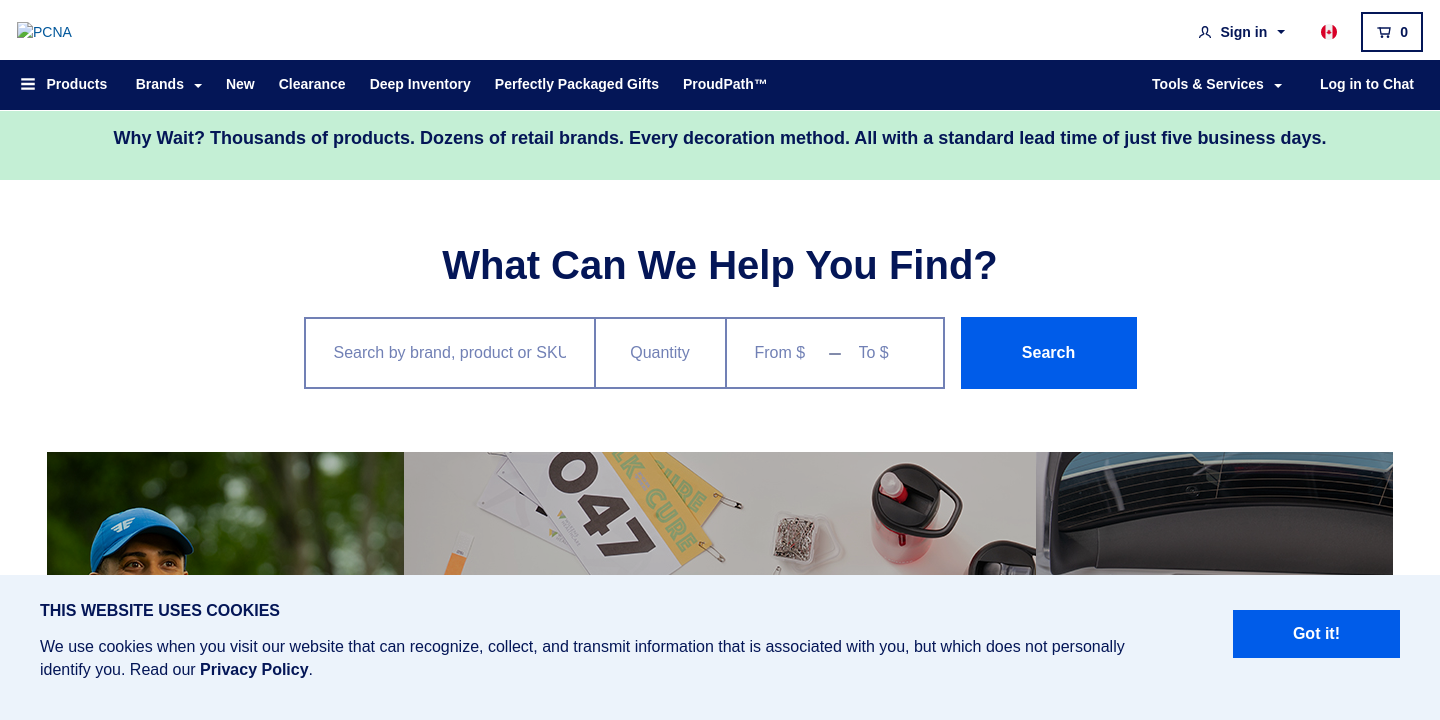 PCNA
Sign in
0
Products Brands New Clearance Deep Inventory Perfectly Packaged Gifts ProudPath™ Tools & Services Log in to Chat
Why Wait? Thousands of products. Dozens of retail brands. Every decoration method. All with a standard lead time of just five business days.
What Can We Help You Find?
Search by brand, product or SKU Quantity From $ To $ Search
047
CURE
CURE
THIS WEBSITE USES COOKIES
We use cookies when you visit our website that can recognize, collect, and transmit information that is associated with you, but which does not personally
identify you. Read our Privacy Policy.
Got it!